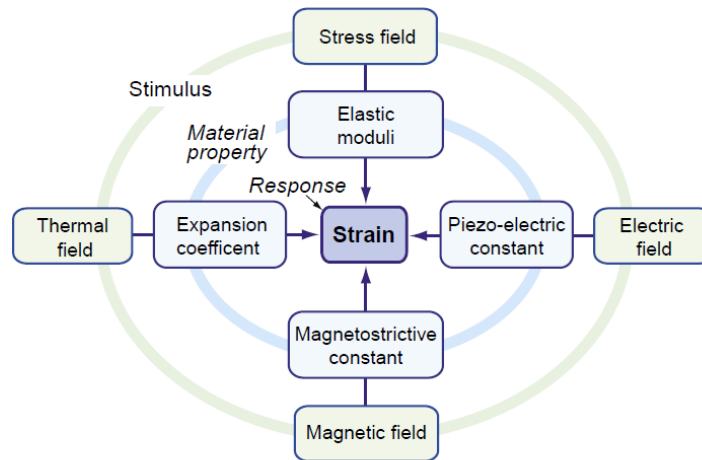 Stress field
Stimulus
Elastic
moduli
Material
property
Response
Thermal
field
Expansion
coefficent
Strain
Piezo-electric
constant
Electric
field
Magnetostrictive
constant
Magnetic field